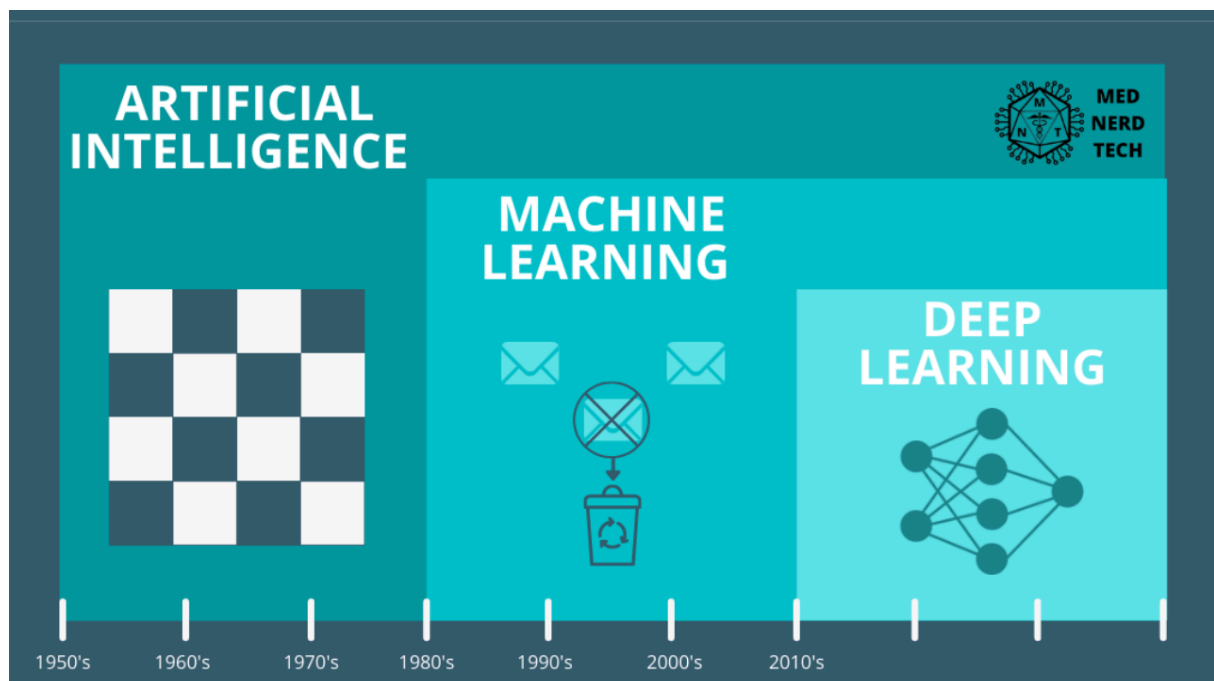 ARTIFICIAL
INTELLIGENCE
MED
NERD
TECH
M
N T
MACHINE
LEARNING
DEEP
LEARNING
1950's 1960's 1970's 1980's 1990's 2000's 2010's